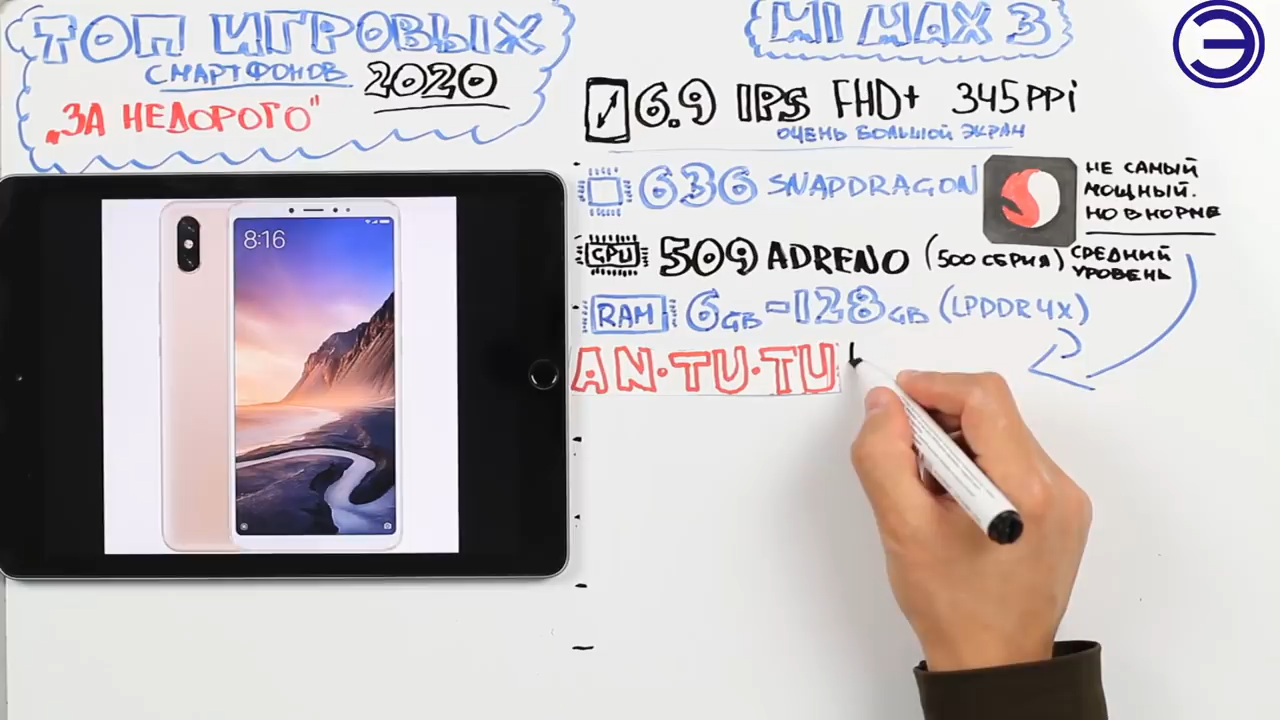 ТОП ИГРОВЫХ
СМАРТФОНОВ 2020
"ЗА НЕДОРОГО"
MI MAX 3
Э
6.9 IPS FHD+ 345PPi
ОЧЕНЬ БОЛЬШОЙ ЭКРАН
636 SNAPDRAGON
НЕ САМЫЙ
МОЩНЫЙ.
НО В НОРМЕ
GPU 509 ADRENO (500 СЕРИЯ)
СРЕДНИЙ
УРОВЕНЬ
RAM 6GB-128GB (LPDDR4X)
AN·TU·TU
8:16